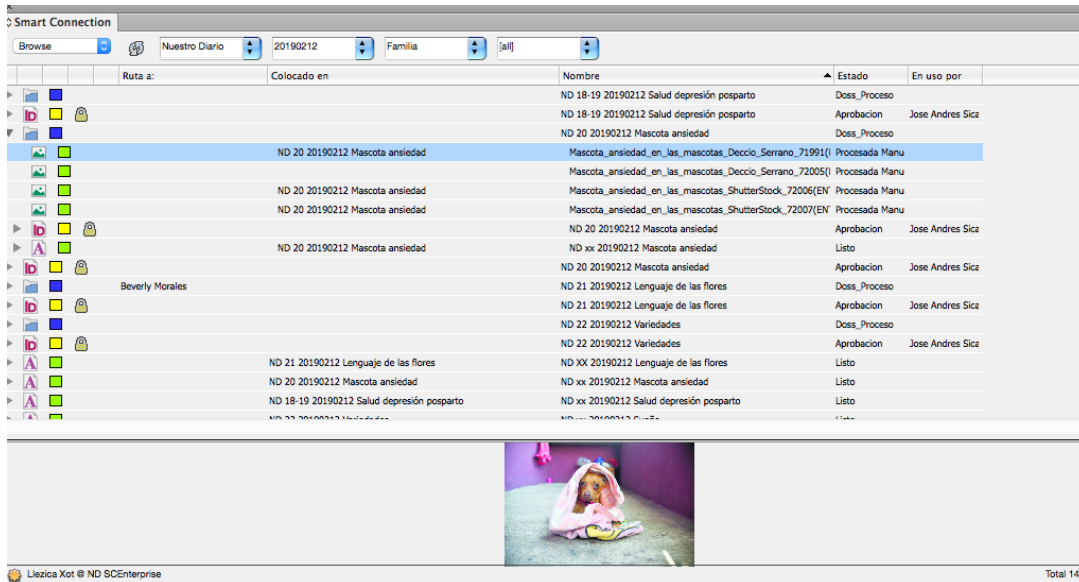 Smart Connection
Browse Nuestro Diario 20190212 Familia [all]
Ruta a: Colocado en Nombre Estado En uso por
ND 18-19 20190212 Salud depresión posparto Doss_Proceso
ND 18-19 20190212 Salud depresión posparto Aprobacion Jose Andres Sica
ND 20 20190212 Mascota ansiedad Doss_Proceso
ND 20 20190212 Mascota ansiedad Mascota_ansiedad_en_las_mascotas_Deccio_Serrano_71991( Procesada Manu
Mascota_ansiedad_en_las_mascotas_Deccio_Serrano_72005( Procesada Manu
ND 20 20190212 Mascota ansiedad Mascota_ansiedad_en_las_mascotas_ShutterStock_72006(EN Procesada Manu
ND 20 20190212 Mascota ansiedad Mascota_ansiedad_en_las_mascotas_ShutterStock_72007(EN Procesada Manu
ND 20 20190212 Mascota ansiedad Aprobacion Jose Andres Sica
ND 20 20190212 Mascota ansiedad ND xx 20190212 Mascota ansiedad Listo
ND 20 20190212 Mascota ansiedad Aprobacion Jose Andres Sica
Beverly Morales ND 21 20190212 Lenguaje de las flores Doss_Proceso
ND 21 20190212 Lenguaje de las flores Aprobacion Jose Andres Sica
ND 22 20190212 Variedades Doss_Proceso
ND 22 20190212 Variedades Aprobacion Jose Andres Sica
ND 21 20190212 Lenguaje de las flores ND XX 20190212 Lenguaje de las flores Listo
ND 20 20190212 Mascota ansiedad ND xx 20190212 Mascota ansiedad Listo
ND 18-19 20190212 Salud depresión posparto ND xx 20190212 Salud depresión posparto Listo
Llezica Xot @ ND SCEnterprise Total 14